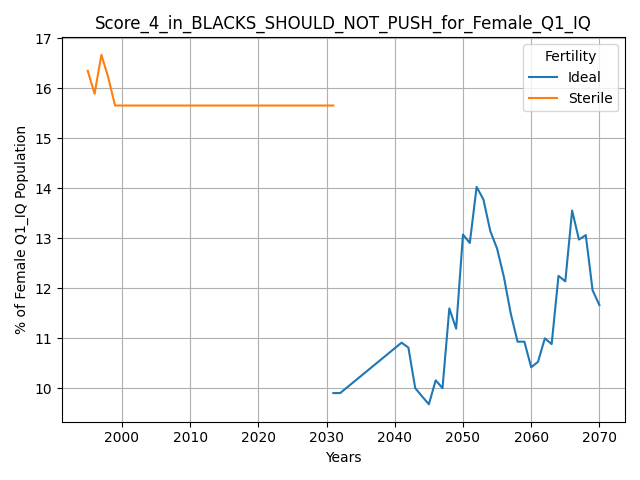 Score_4_in_BLACKS_SHOULD_NOT_PUSH_for_Female_Q1_IQ
17
16
15
14
13
12
11
10
% of Female Q1_IQ Population
Fertility
Ideal
Sterile
2000 2010 2020 2030 2040 2050 2060 2070
Years